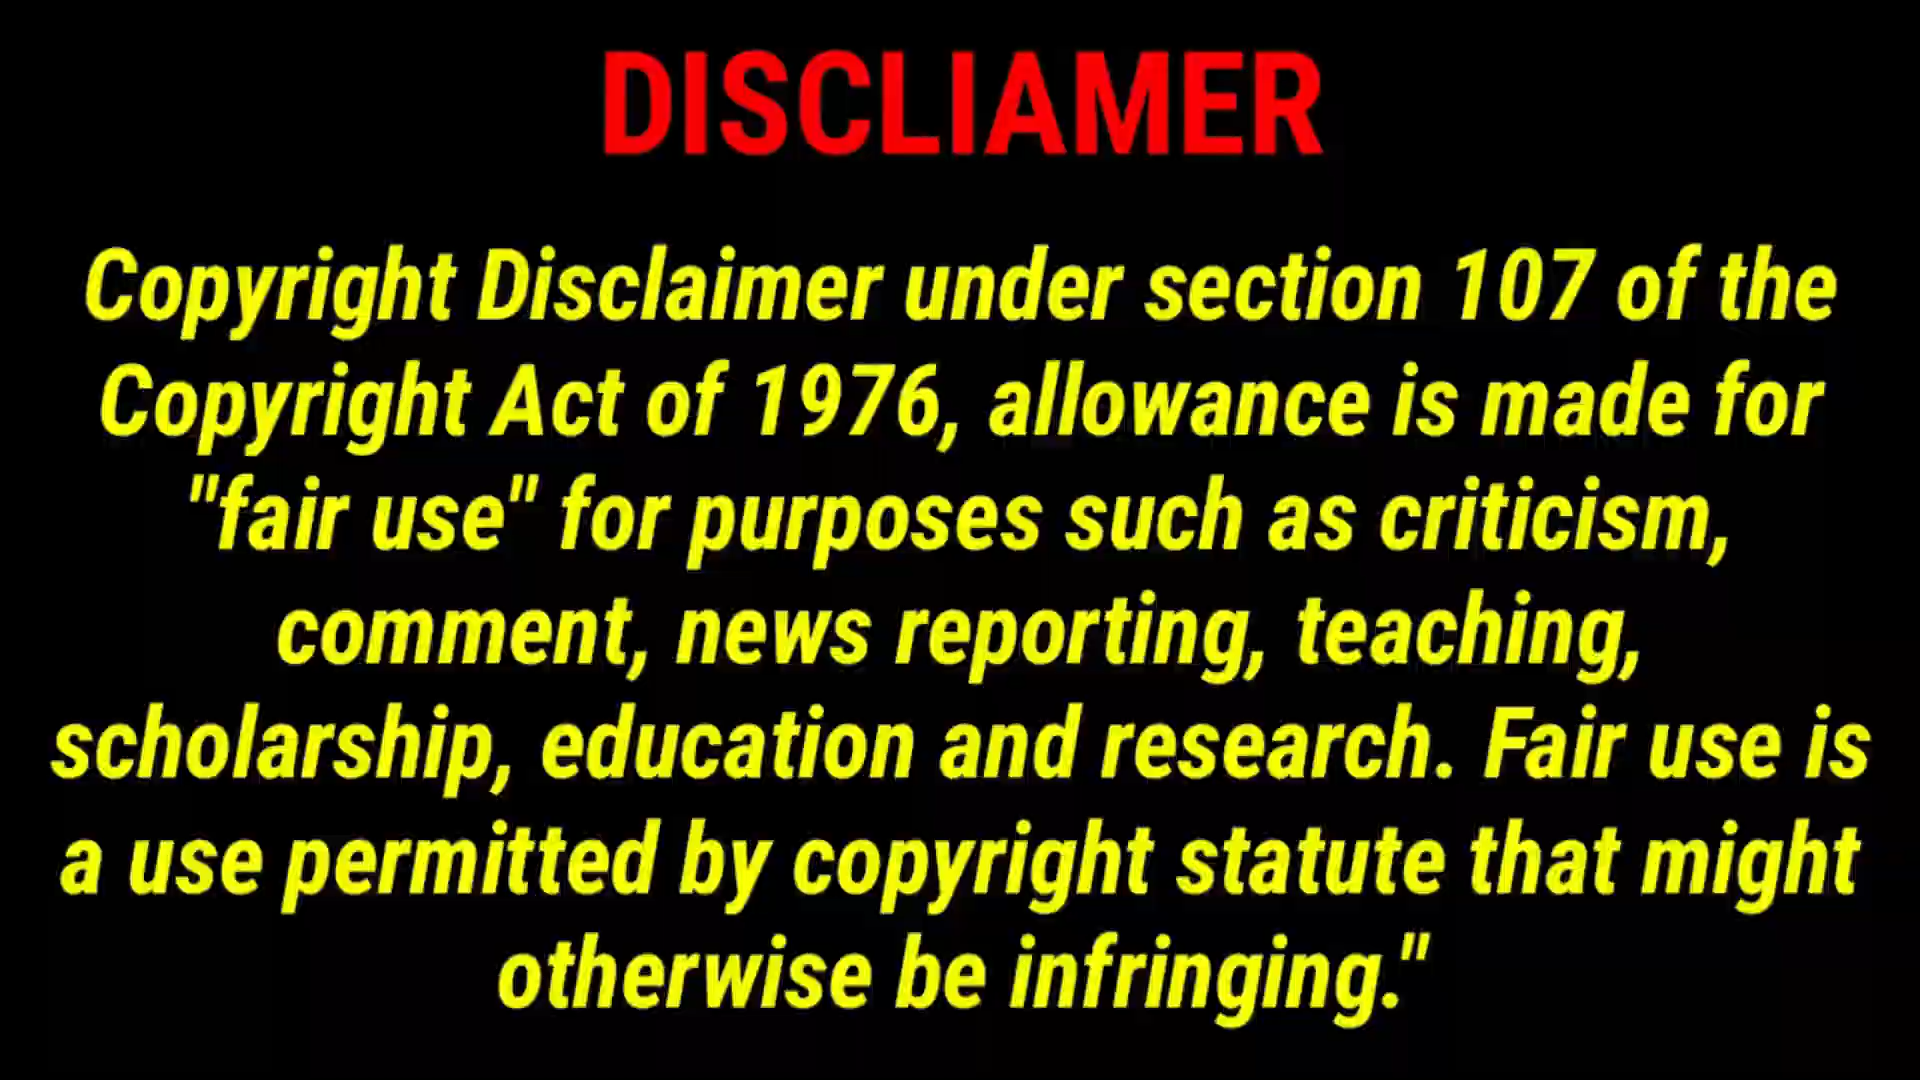 DISCLIAMER
Copyright Disclaimer under section 107 of the
Copyright Act of 1976, allowance is made for
"fair use" for purposes such as criticism,
comment, news reporting, teaching,
scholarship, education and research. Fair use is
a use permitted by copyright statute that might
otherwise be infringing."